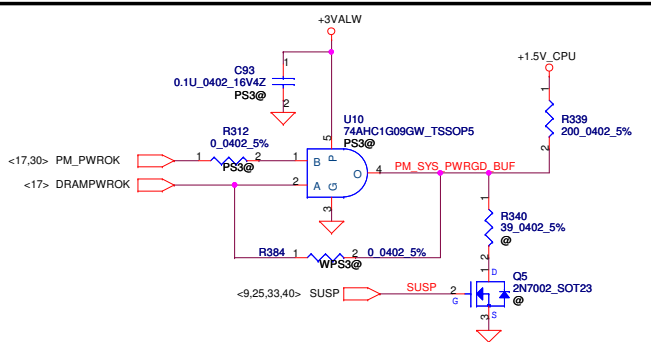 +3VALW
+1.5V_CPU
1
C93
0.1U_0402_16V4Z
PS3@
2
U10
74AHC1G09GW_TSSOP5
PS3@
5
1
R339
200_0402_5%
2
R312
0_0402_5%
<17,30> PM_PWROK
1
2
PS3@
1
B
P
O
4
PM_SYS_PWRGD_BUF
<17> DRAMPWROK
2
A
G
3
1
R340
39_0402_5%
@
2
R384
1
2
0_0402_5%
WPS3@
1
D
Q5
2N7002_SOT23
@
<9,25,33,40> SUSP
SUSP
2
G
3
S